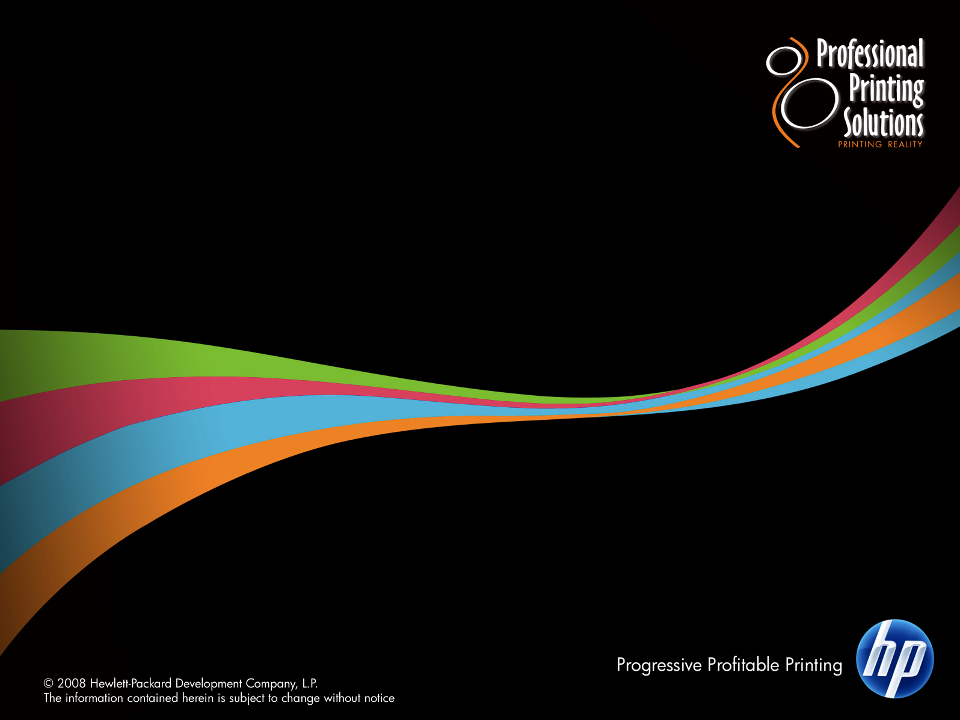 Professional
Printing
Solutions
PRINTING REALITY
Progressive Profitable Printing
hp
© 2008 Hewlett-Packard Development Company, L.P.
The information contained herein is subject to change without notice